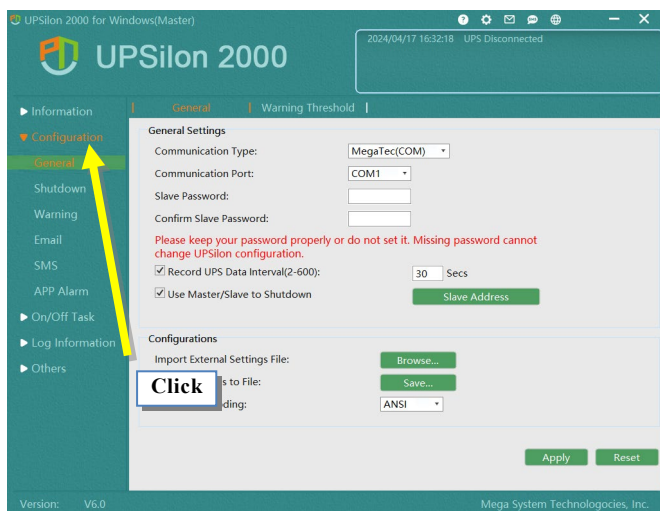 UPSilon 2000 for Windows(Master)
UPSilon 2000
2024/04/17 16:32:18 UPS Disconnected
Information
Configuration
General
Shutdown
Warning
Email
SMS
APP Alarm
On/Off Task
Log Information
Others
General Warning Threshold
General Settings
Communication Type: MegaTec(COM)
Communication Port: COM1
Slave Password:
Confirm Slave Password:
Please keep your password properly or do not set it. Missing password cannot
change UPSilon configuration.
Record UPS Data Interval(2-600): 30 Secs
Use Master/Slave to Shutdown Slave Address
Configurations
Import External Settings File: Browse...
s to File: Save...
ding: ANSI
Click
Apply Reset
Version: V6.0 Mega System Technologocies, Inc.